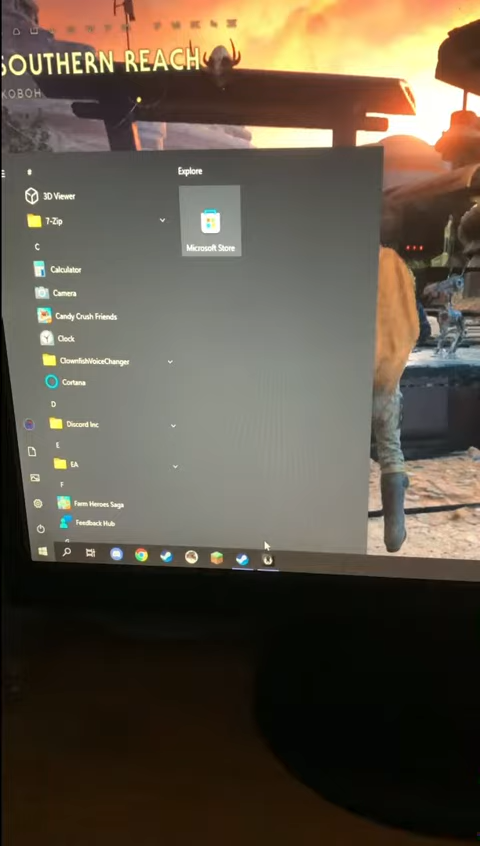 SOUTHERN REACH
KOBOH
#
Explore
3D Viewer
7-Zip
Microsoft Store
C
Calculator
Camera
Candy Crush Friends
Clock
ClownfishVoiceChanger
Cortana
D
Discord Inc
E
EA
F
Farm Heroes Saga
Feedback Hub